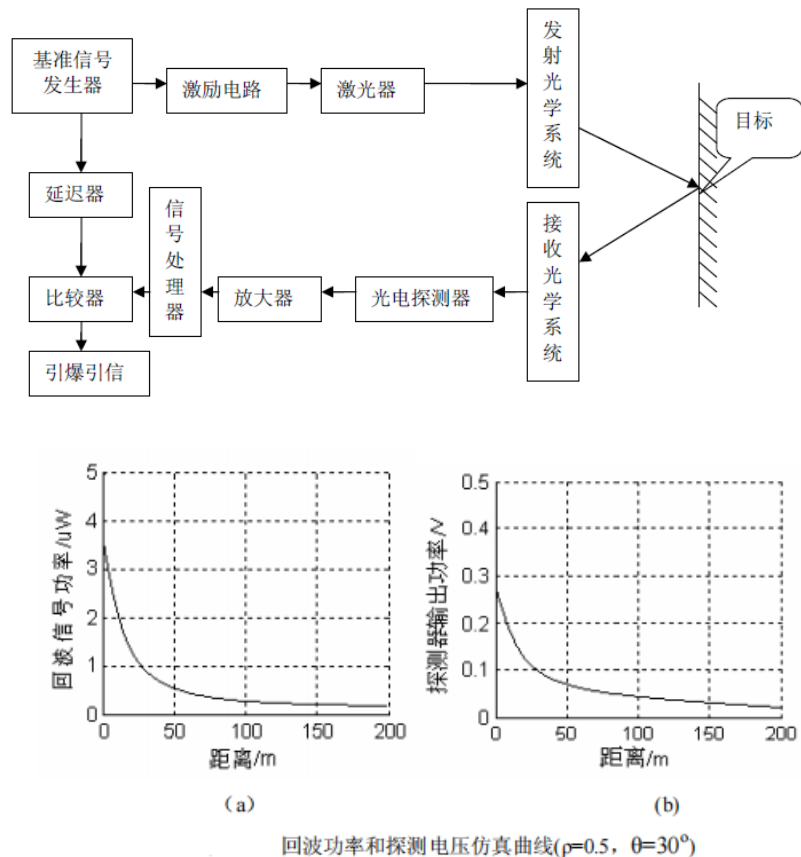 基准信号
发生器
激励电路
激光器
发射光学系统
目标
延迟器
信号处理器
接收光学系统
比较器
放大器
光电探测器
引爆引信
5
4
3
2
1
0
回波信号功率/uW
0 50 100 150 200
距离/m
(a)
0.5
0.4
0.3
0.2
0.1
0
探测器输出功率/V
0 50 100 150 200
距离/m
(b)
回波功率和探测电压仿真曲线(ρ=0.5，θ=30°)